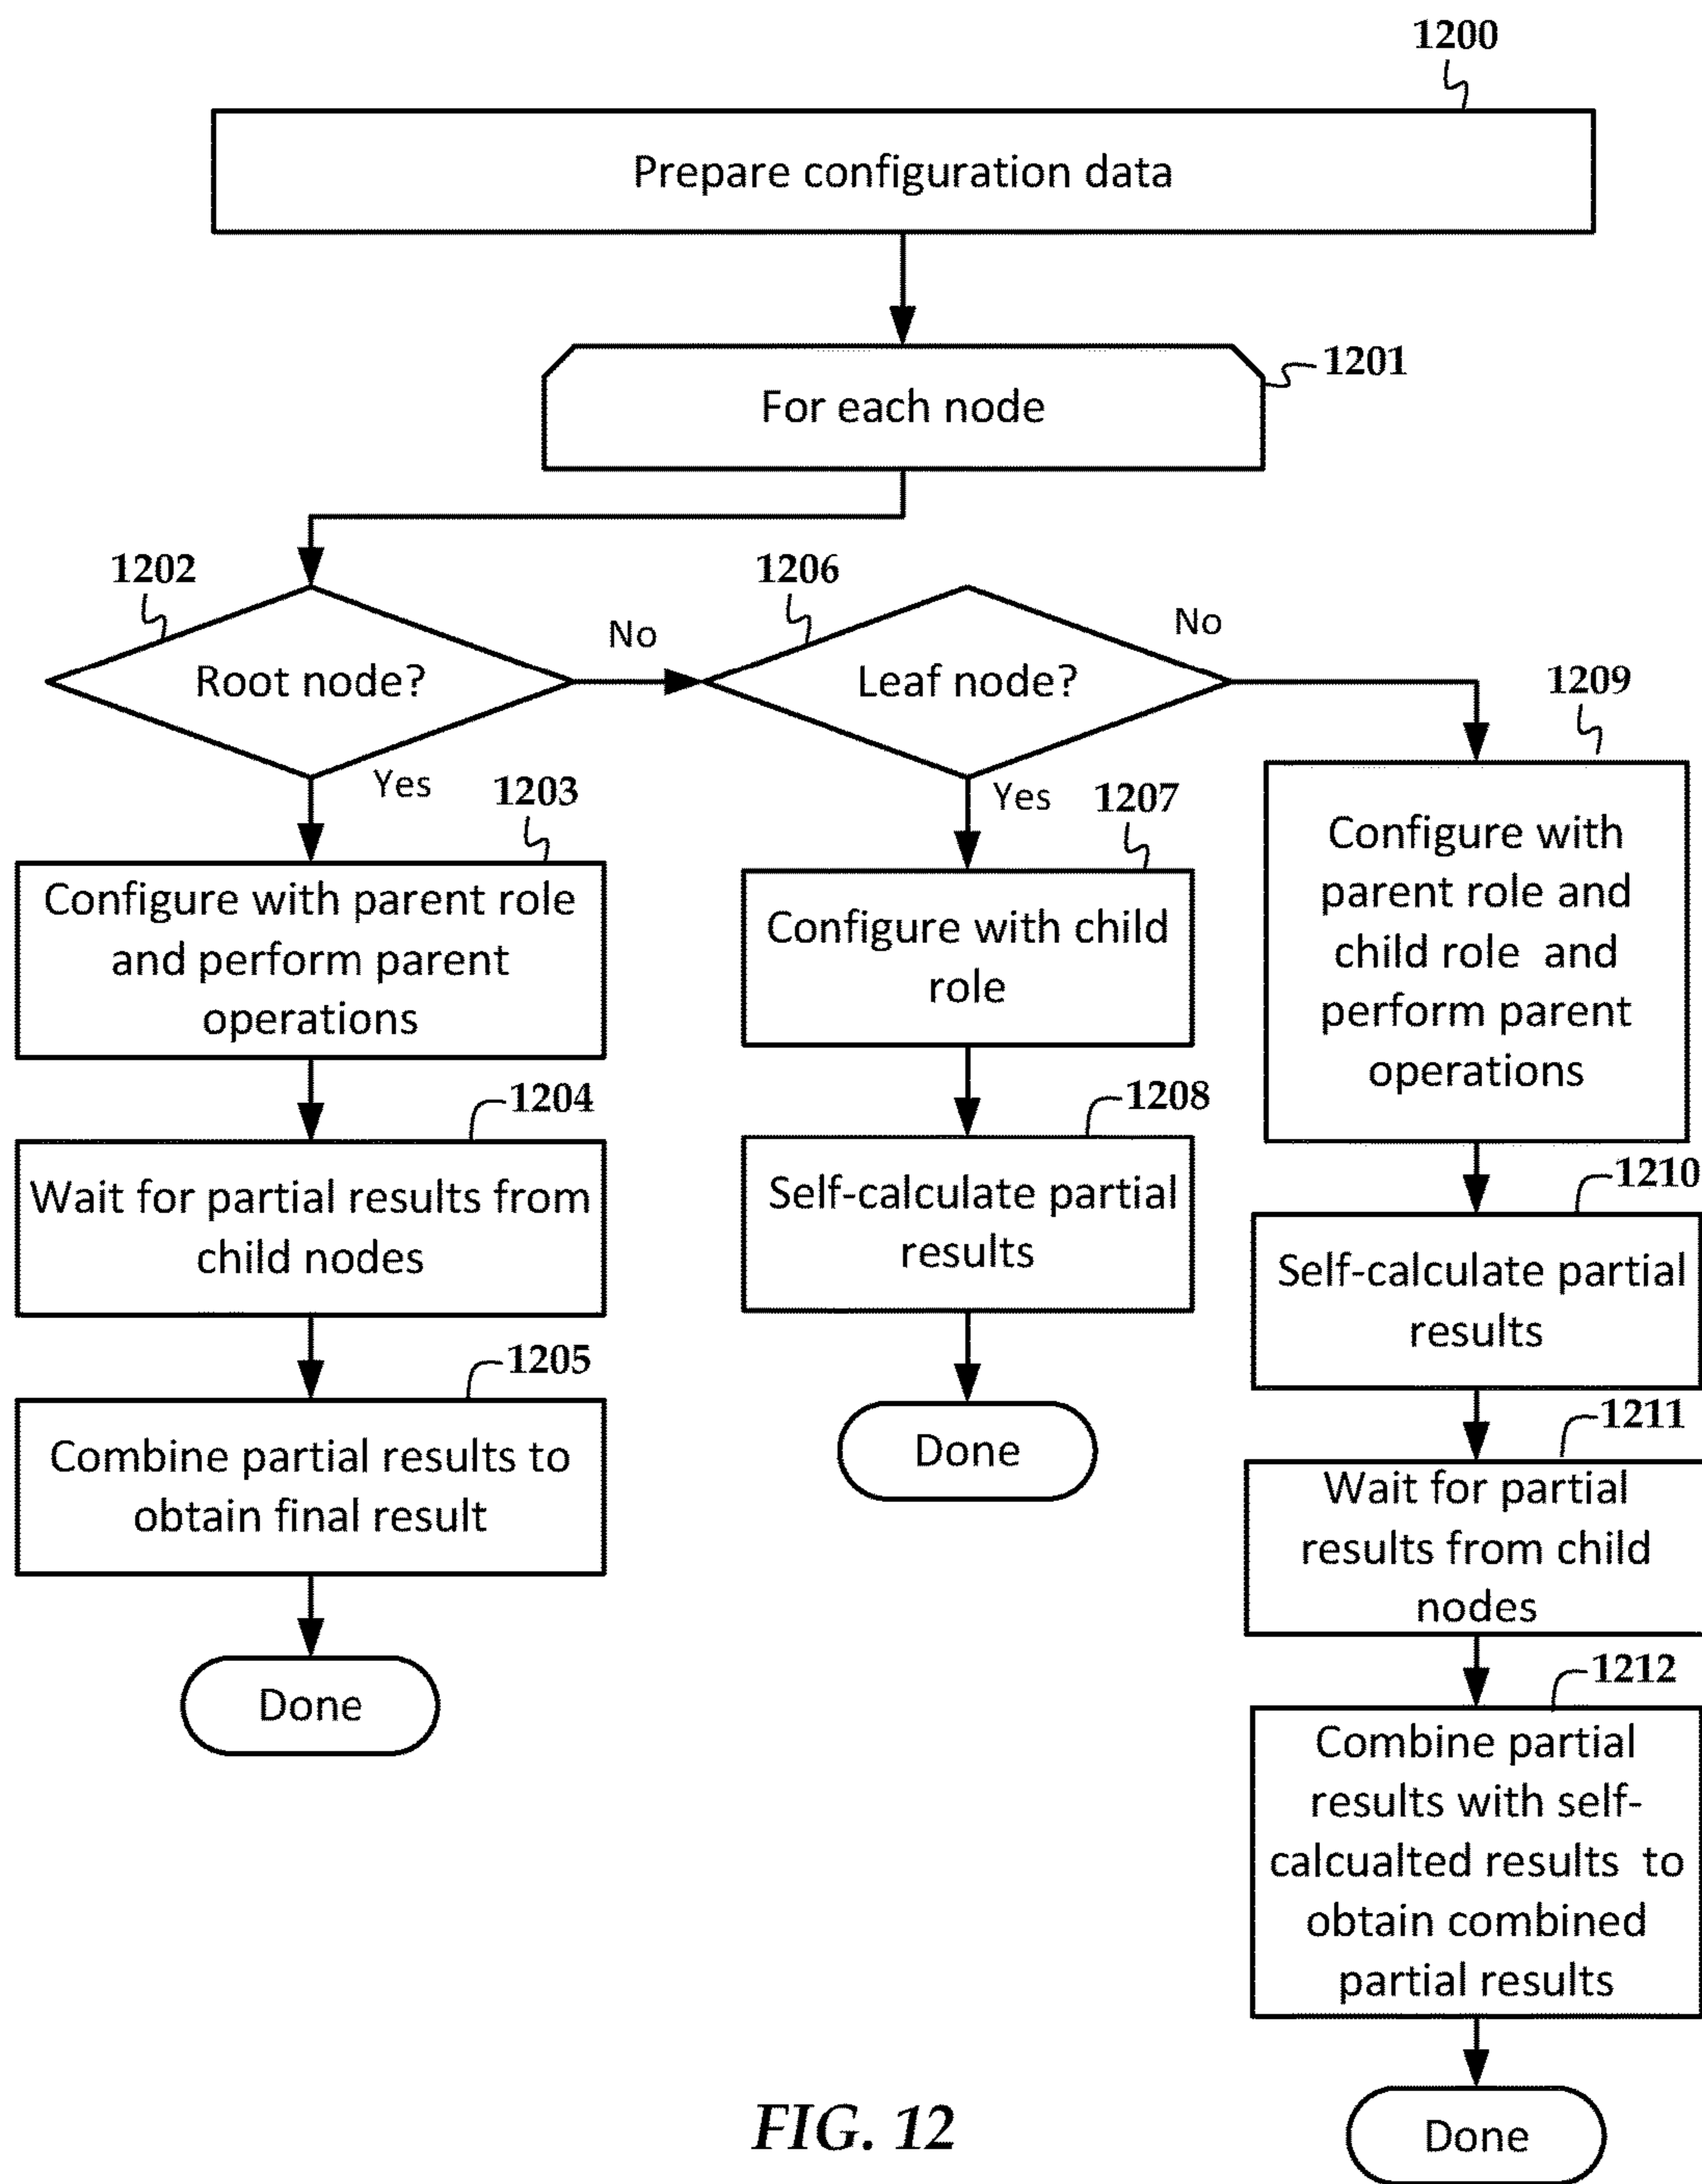 1200
Prepare configuration data
1201
For each node
1202
Root node?
No
Yes
1206
Leaf node?
No
Yes
1203
Configure with parent role
and perform parent
operations
1204
Wait for partial results from
child nodes
1205
Combine partial results to
obtain final result
Done
1207
Configure with child
role
1208
Self-calculate partial
results
Done
1209
Configure with
parent role and
child role and
perform parent
operations
1210
Self-calculate partial
results
1211
Wait for partial
results from child
nodes
1212
Combine partial
results with self-
calcualted results to
obtain combined
partial results
Done
FIG. 12